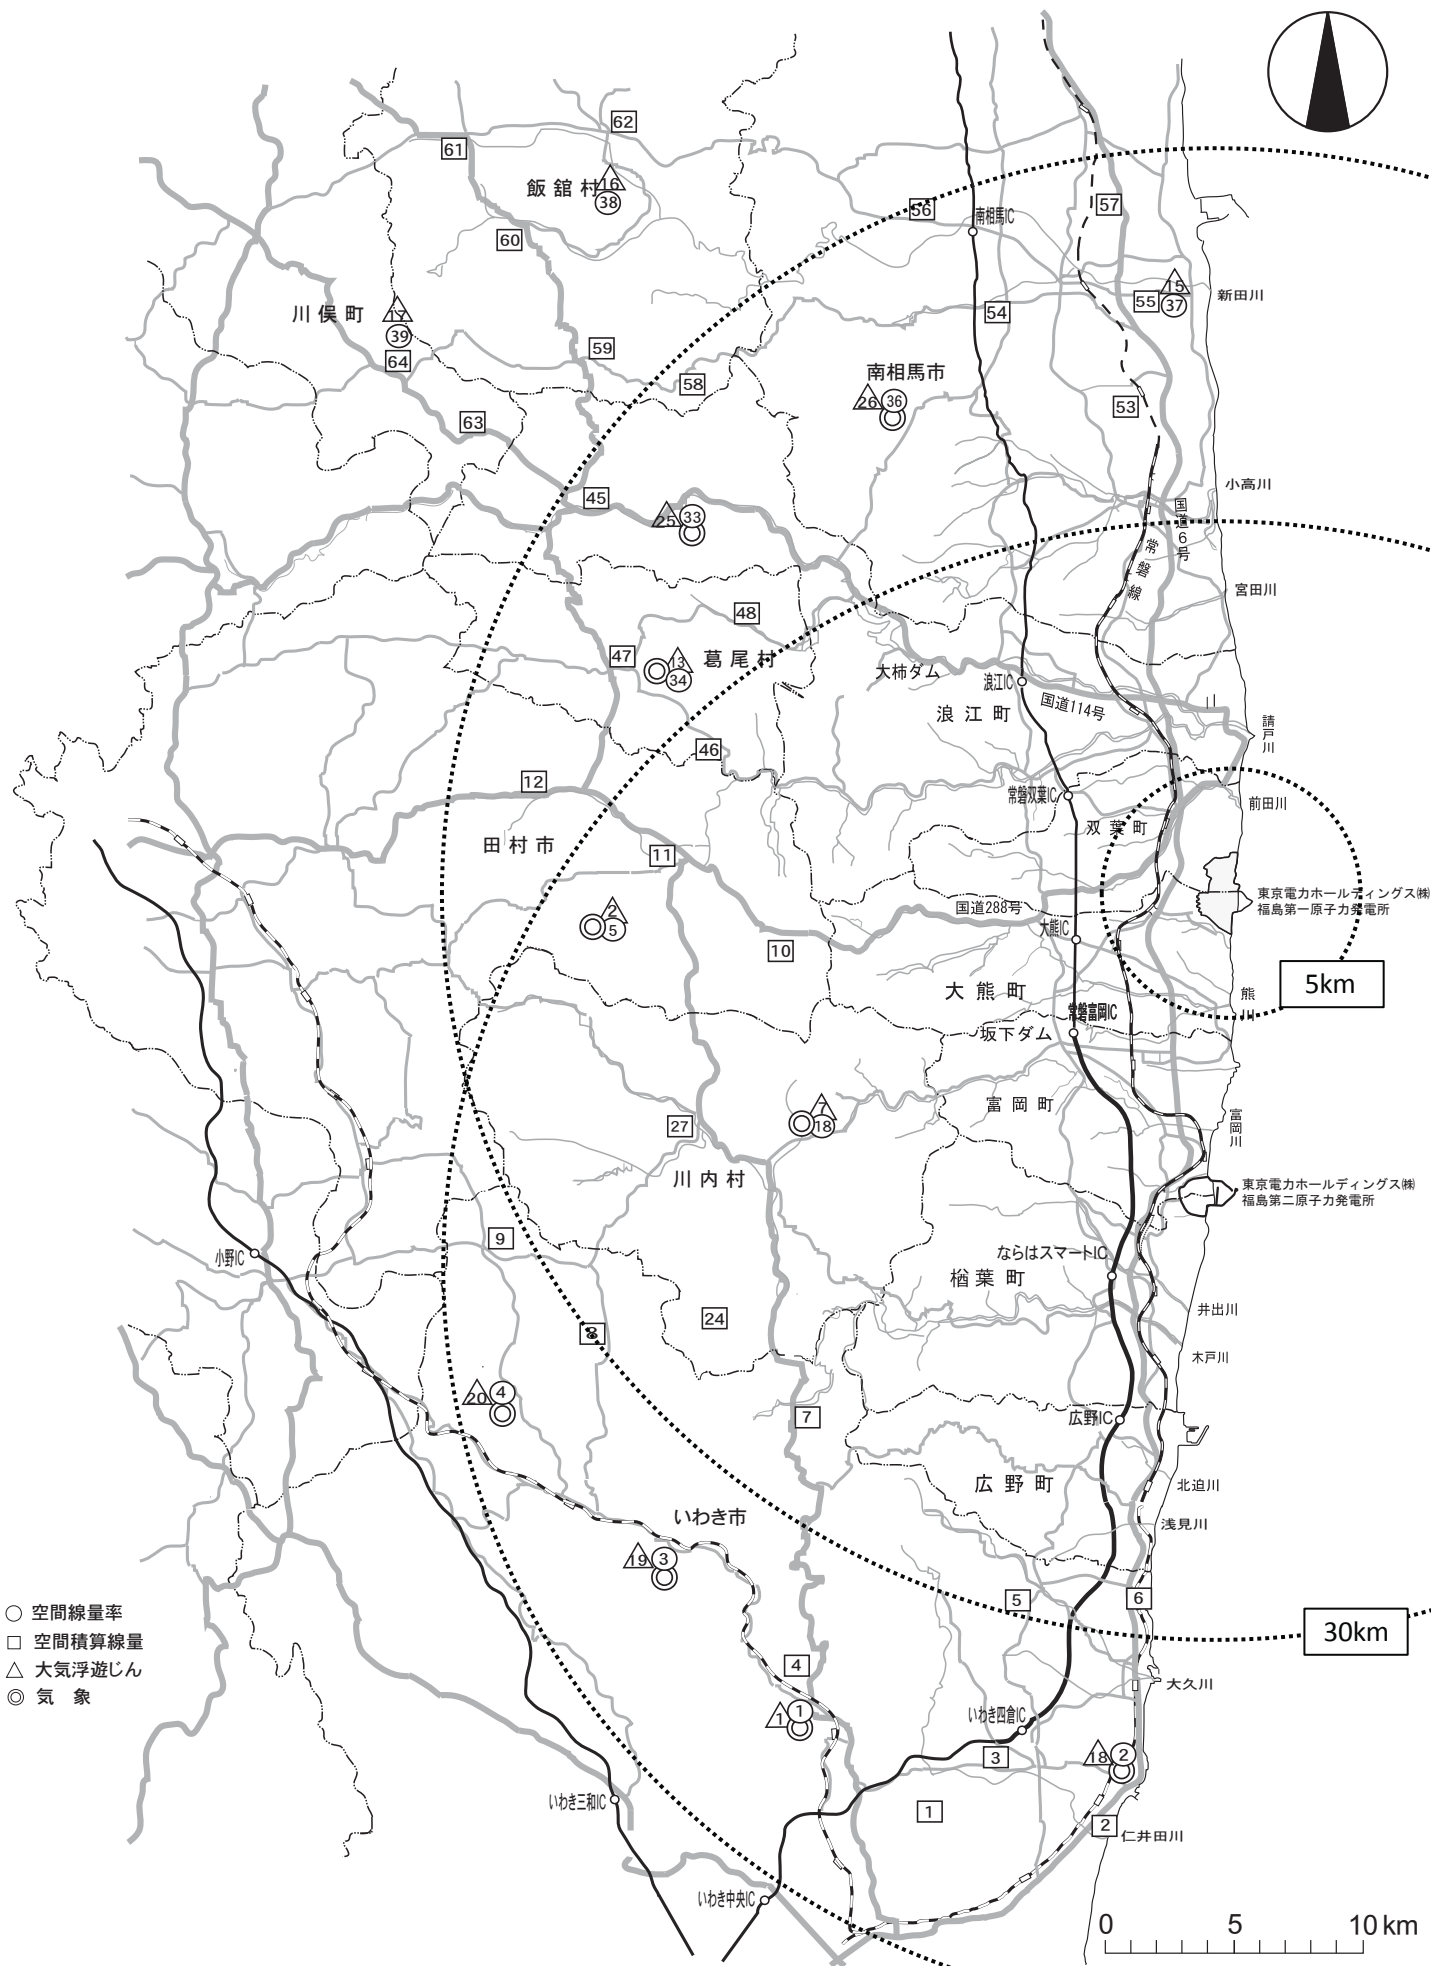 62
61
飯舘村
16
38
60
56
南相馬IC
57
15
55
37
新田川
川俣町
17
39
64
54
59
58
南相馬市
26
36
53
63
45
25
33
小高川
国道6号
常磐線
宮田川
48
47
13
34
葛尾村
大柿ダム
浪江IC
浪江町
国道114号
川
請戸川
46
12
常磐双葉IC
双葉町
前田川
田村市
11
東京電力ホールディングス㈱
福島第一原子力発電所
国道288号
2
5
大熊IC
10
5km
大熊町
熊川
常磐富岡IC
坂下ダム
富岡町
7
18
27
富岡川
川内村
東京電力ホールディングス㈱
福島第二原子力発電所
9
小野IC
ならはスマートIC
楢葉町
井出川
24
8
木戸川
20
4
7
広野IC
広野町
北迫川
いわき市
浅見川
19
3
5
6
○ 空間線量率
□ 空間積算線量
△ 大気浮遊じん
◎ 気 象
30km
4
大久川
1
1
いわき四倉IC
3
18
2
いわき三和IC
1
2
仁井田川
いわき中央IC
0 5 10 km